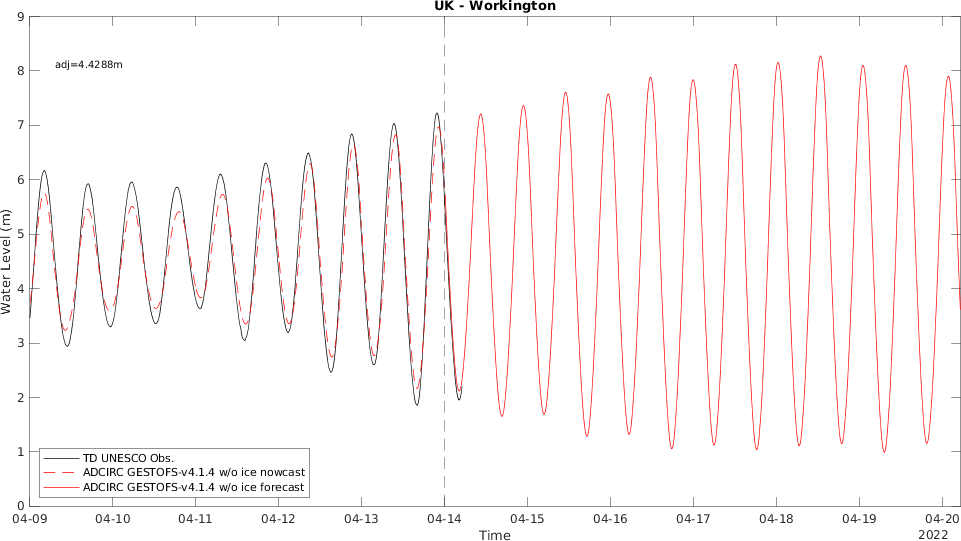 UK - Workington
9
8
7
6
5
4
3
2
1
0
Water Level (m)
adj=4.4288m
TD UNESCO Obs.
ADCIRC GESTOFS-v4.1.4 w/o ice nowcast
ADCIRC GESTOFS-v4.1.4 w/o ice forecast
04-09 04-10 04-11 04-12 04-13 04-14 04-15 04-16 04-17 04-18 04-19 04-20
Time
2022